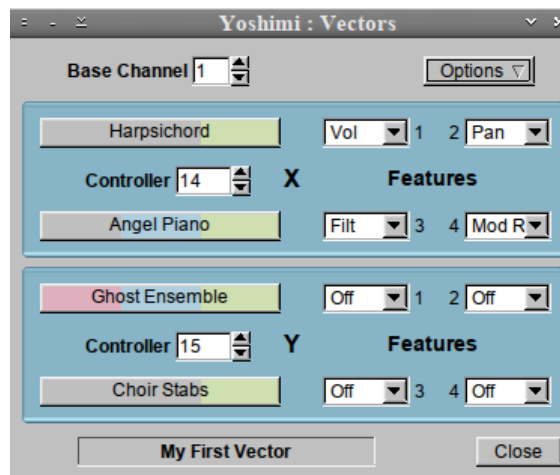 Yoshimi : Vectors
Base Channel 1 Options
Harpsichord Vol 1 2 Pan
Controller 14 X Features
Angel Piano Filt 3 4 Mod R
Ghost Ensemble Off 1 2 Off
Controller 15 Y Features
Choir Stabs Off 3 4 Off
My First Vector Close